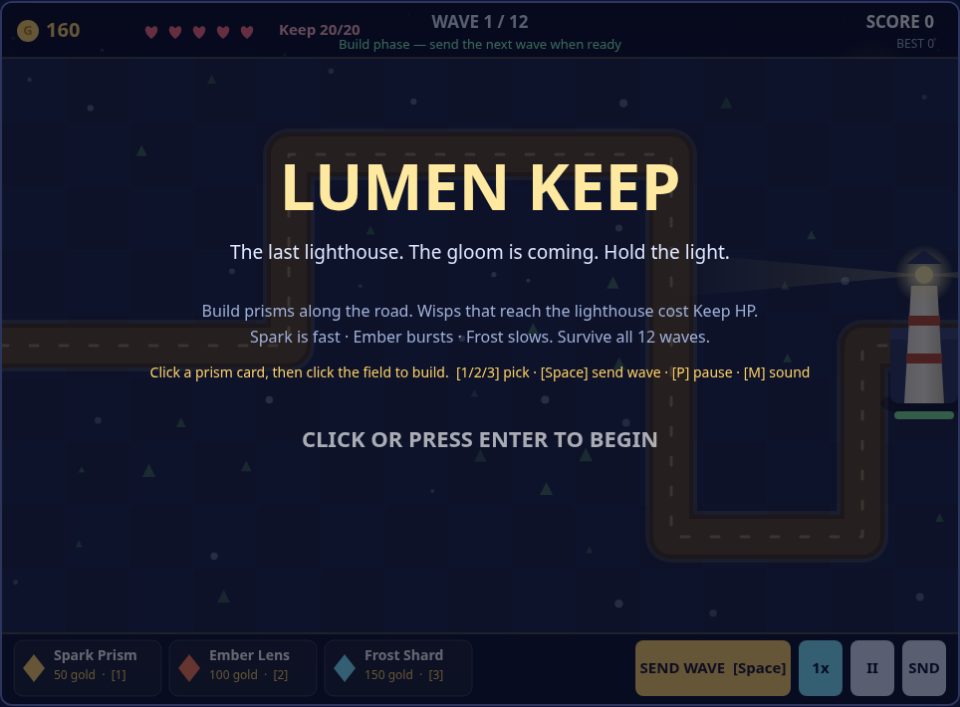 G 160
Keep 20/20
WAVE 1 / 12
Build phase — send the next wave when ready
SCORE 0
BEST 0
LUMEN KEEP
The last lighthouse. The gloom is coming. Hold the light.
Build prisms along the road. Wisps that reach the lighthouse cost Keep HP.
Spark is fast · Ember bursts · Frost slows. Survive all 12 waves.
Click a prism card, then click the field to build.  [1/2/3] pick · [Space] send wave · [P] pause · [M] sound
CLICK OR PRESS ENTER TO BEGIN
Spark Prism
50 gold · [1]
Ember Lens
100 gold · [2]
Frost Shard
150 gold · [3]
SEND WAVE  [Space]
1x
II
SND